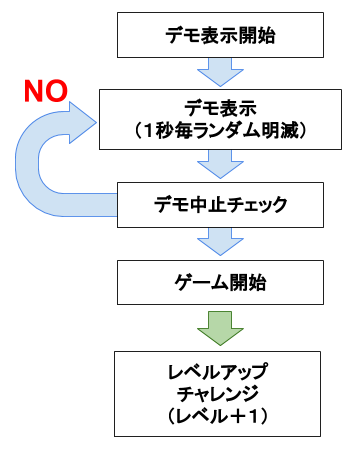 デモ表示開始
NO
デモ表示
（１秒毎ランダム明滅）
デモ中止チェック
ゲーム開始
レベルアップ
チャレンジ
（レベル＋１）